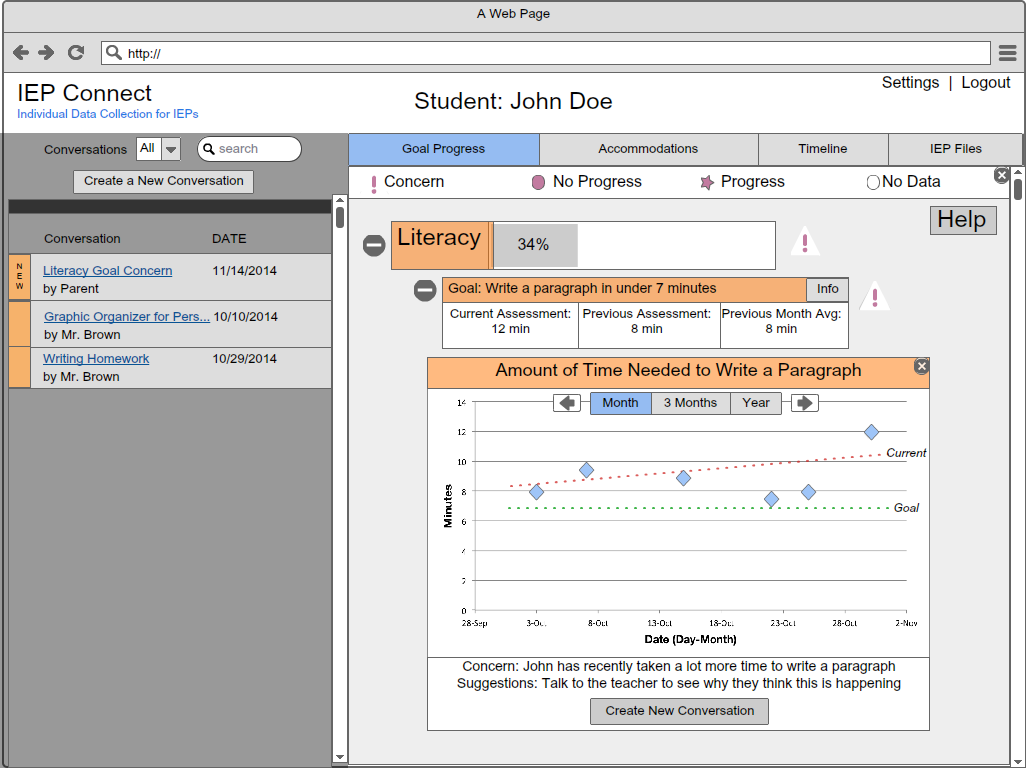 A Web Page
http://
IEP Connect
Individual Data Collection for IEPs
Student: John Doe
Settings | Logout
Conversations
All
search
Create a New Conversation
Conversation DATE
NEW
Literacy Goal Concern 11/14/2014
by Parent
Graphic Organizer for Pers... 10/10/2014
by Mr. Brown
Writing Homework 10/29/2014
by Mr. Brown
Goal Progress Accommodations Timeline IEP Files
Concern No Progress Progress No Data
Help
Literacy 34%
Goal: Write a paragraph in under 7 minutes Info
Current Assessment: Previous Assessment: Previous Month Avg:
12 min 8 min 8 min
Amount of Time Needed to Write a Paragraph
Month 3 Months Year
14
12
10
8
6
4
2
0
Minutes
Current
Goal
28-Sep 3-Oct 8-Oct 13-Oct 18-Oct 23-Oct 28-Oct 2-Nov
Date (Day-Month)
Concern: John has recently taken a lot more time to write a paragraph
Suggestions: Talk to the teacher to see why they think this is happening
Create New Conversation